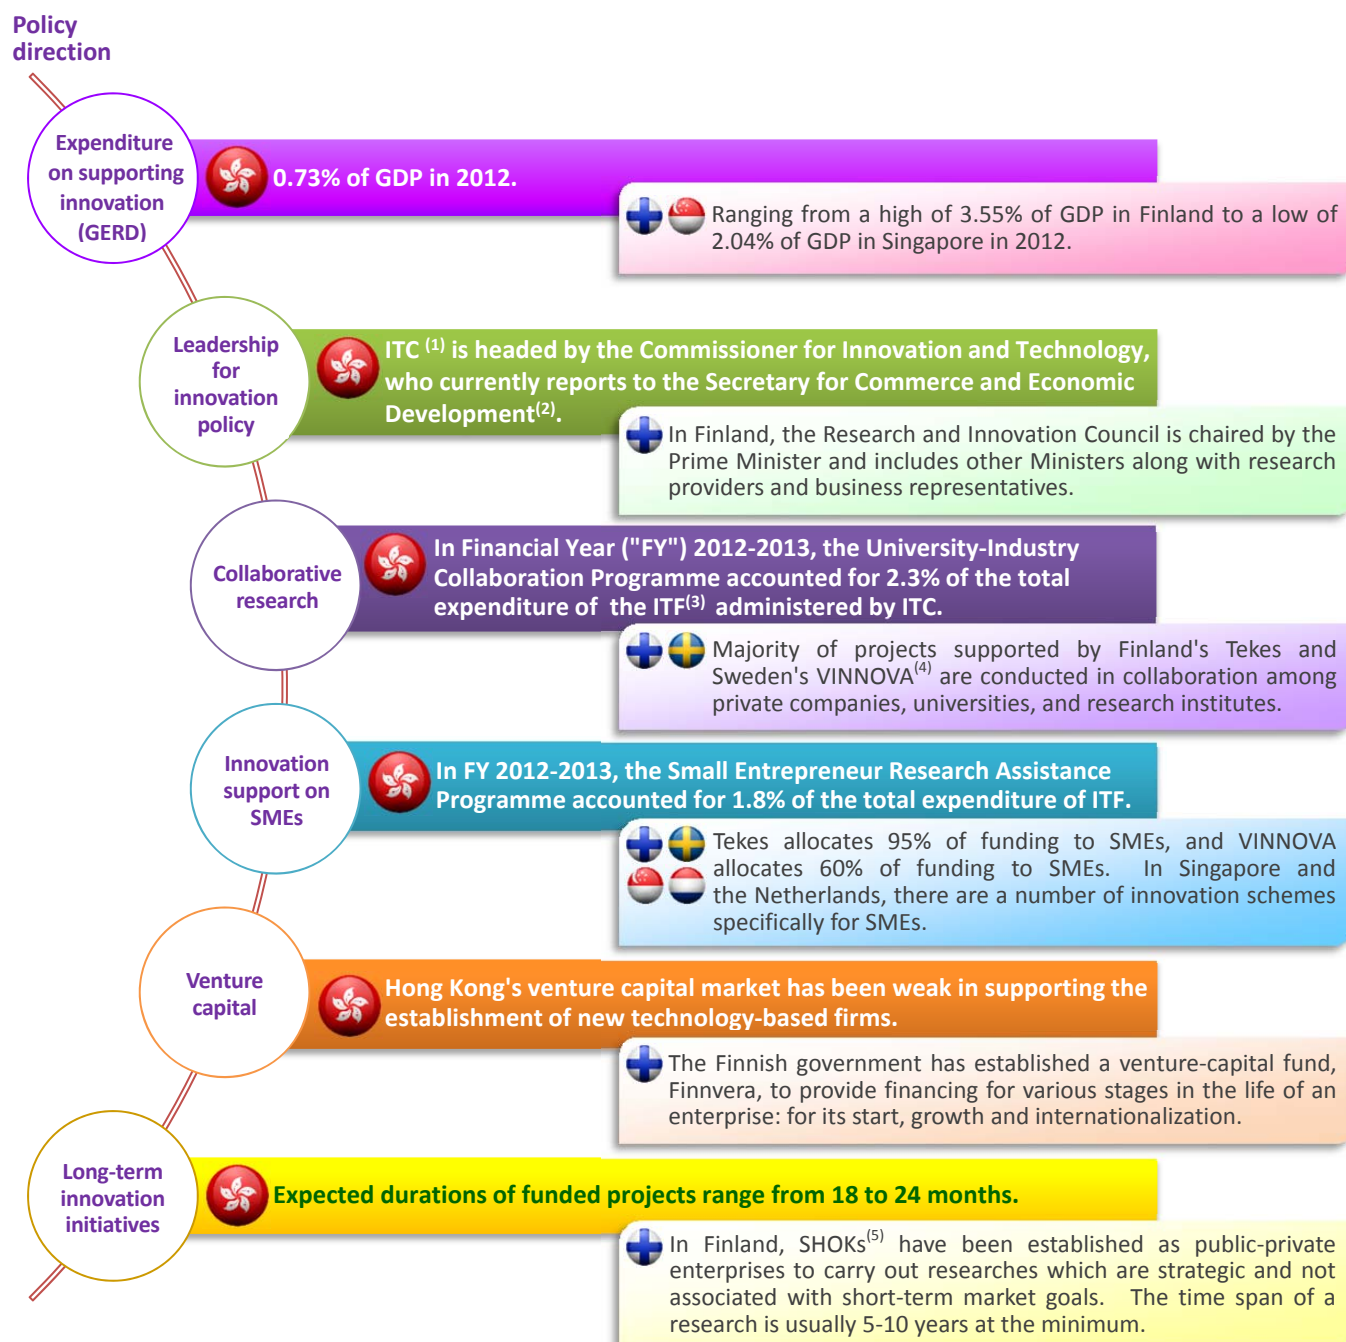 Policy
direction
Expenditure
on supporting
innovation
(GERD)
0.73% of GDP in 2012.
Ranging from a high of 3.55% of GDP in Finland to a low of
2.04% of GDP in Singapore in 2012.
Leadership
for
innovation
policy
ITC (1) is headed by the Commissioner for Innovation and Technology,
who currently reports to the Secretary for Commerce and Economic
Development(2).
In Finland, the Research and Innovation Council is chaired by the
Prime Minister and includes other Ministers along with research
providers and business representatives.
Collaborative
research
In Financial Year ("FY") 2012-2013, the University-Industry
Collaboration Programme accounted for 2.3% of the total
expenditure of the ITF(3) administered by ITC.
Majority of projects supported by Finland's Tekes and
Sweden's VINNOVA(4) are conducted in collaboration among
private companies, universities, and research institutes.
Innovation
support on
SMEs
In FY 2012-2013, the Small Entrepreneur Research Assistance
Programme accounted for 1.8% of the total expenditure of ITF.
Tekes allocates 95% of funding to SMEs, and VINNOVA
allocates 60% of funding to SMEs. In Singapore and
the Netherlands, there are a number of innovation schemes
specifically for SMEs.
Venture
capital
Hong Kong's venture capital market has been weak in supporting the
establishment of new technology-based firms.
The Finnish government has established a venture-capital fund,
Finnvera, to provide financing for various stages in the life of an
enterprise: for its start, growth and internationalization.
Long-term
innovation
initiatives
Expected durations of funded projects range from 18 to 24 months.
In Finland, SHOKs(5) have been established as public-private
enterprises to carry out researches which are strategic and not
associated with short-term market goals. The time span of a
research is usually 5-10 years at the minimum.